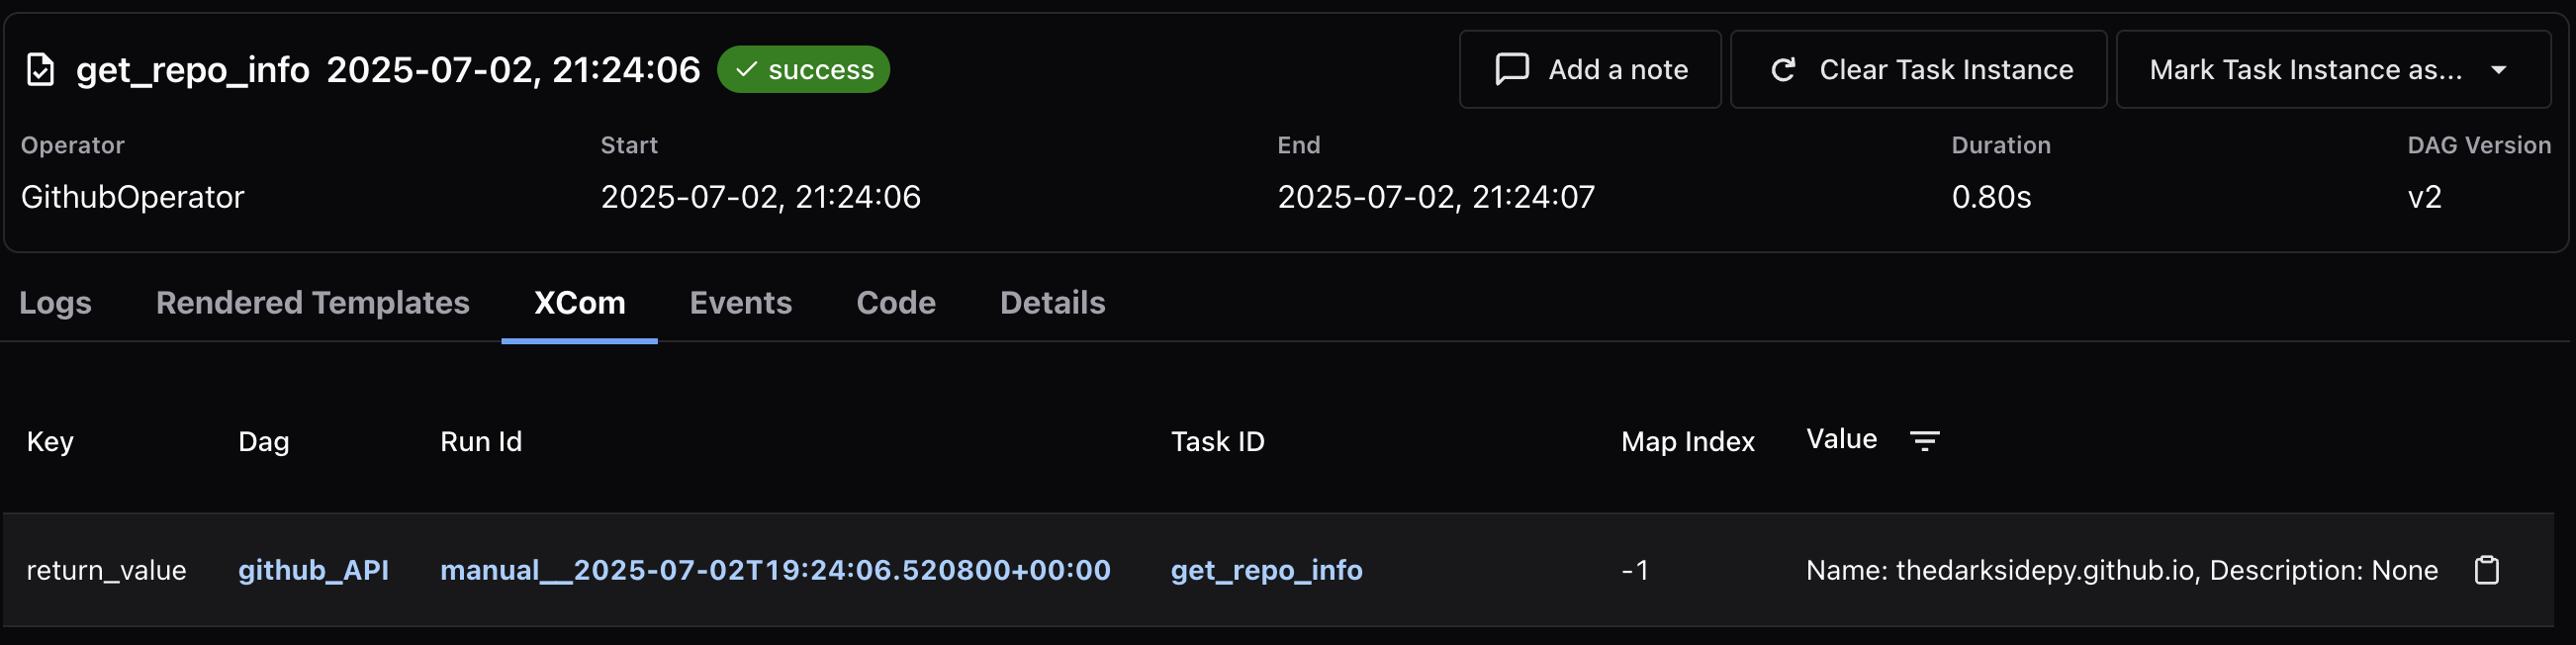 get_repo_info 2025-07-02, 21:24:06 success Add a note Clear Task Instance Mark Task Instance as...
Operator Start End Duration DAG Version
GithubOperator 2025-07-02, 21:24:06 2025-07-02, 21:24:07 0.80s v2
Logs Rendered Templates XCom Events Code Details
Key Dag Run Id Task ID Map Index Value
return_value github_API manual__2025-07-02T19:24:06.520800+00:00 get_repo_info -1 Name: thedarksidepy.github.io, Description: None